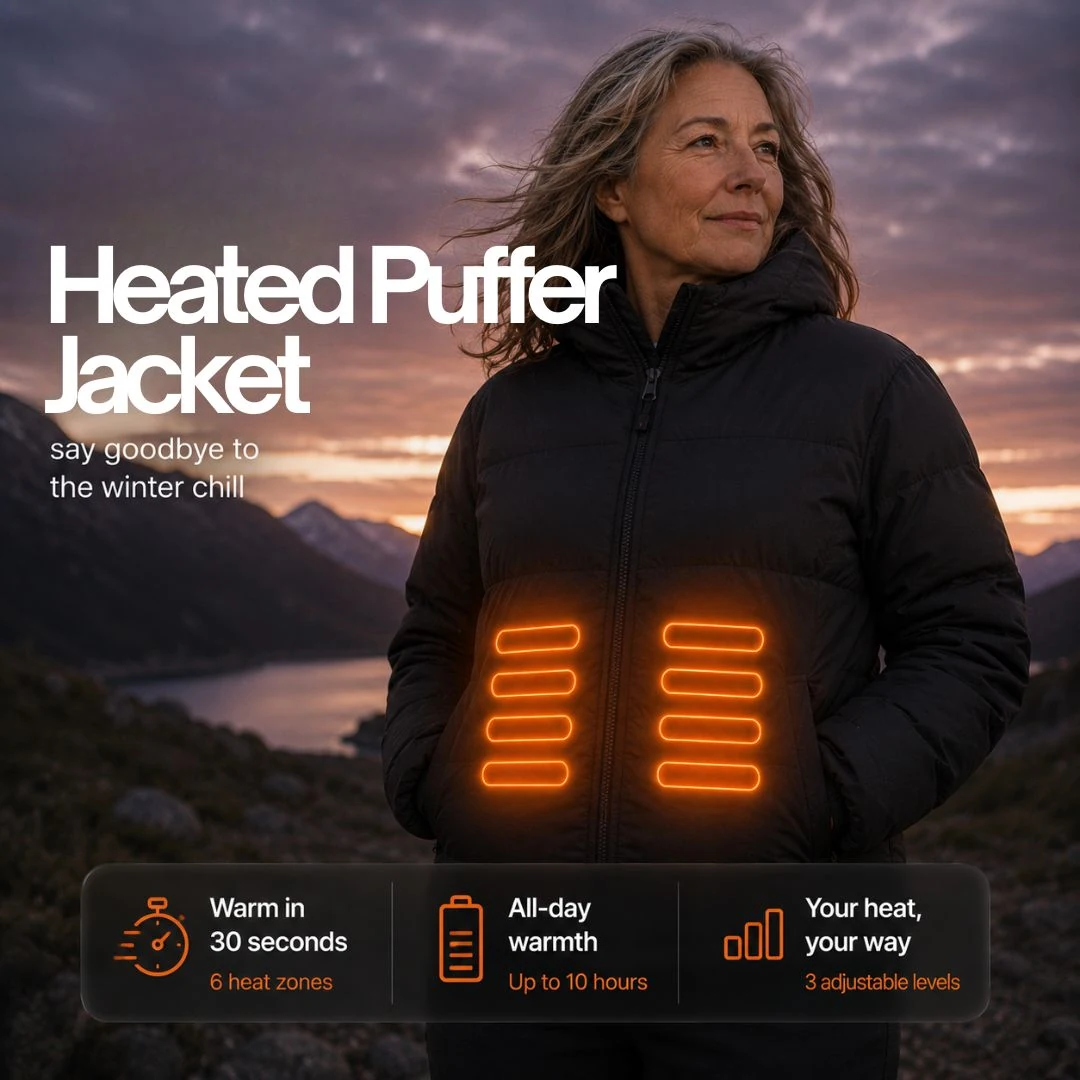 Heated Puffer
Jacket
say goodbye to
the winter chill
Warm in
30 seconds
6 heat zones
All-day
warmth
Up to 10 hours
Your heat,
your way
3 adjustable levels